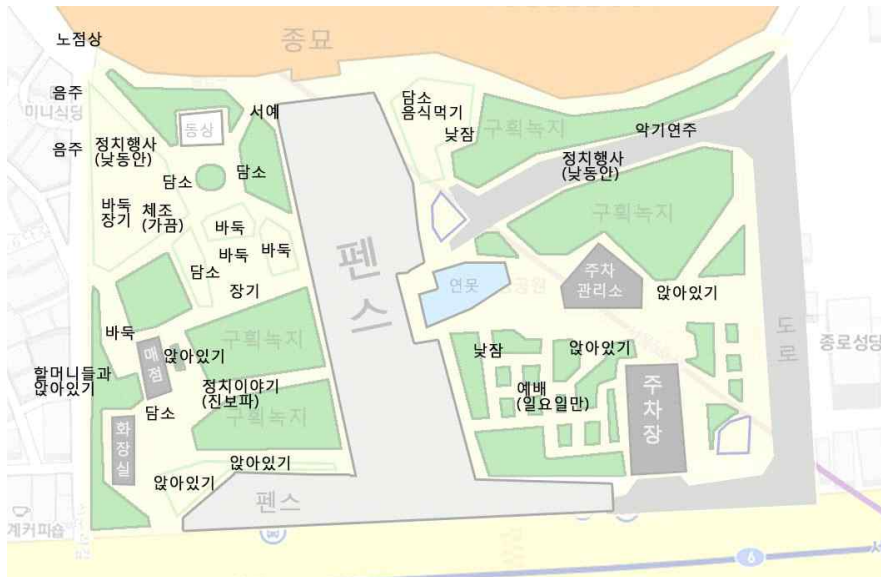 노점상
종묘
음주
미니식당
서예
담소
음식먹기
동상
낮잠
구획녹지
악기연주
음주
정치행사
(낮동안)
정치행사
(낮동안)
담소
담소
바둑
장기
체조
(가끔)
바둑
구획녹지
바둑
바둑
펜스
담소
연못
공원
주차
관리소
장기
앉아있기
바둑
구획녹지
도로
매점
앉아있기
낮잠
앉아있기
종로성당
할머니들과
앉아있기
정치이야기
(진보파)
예배
(일요일만)
주차장
담소
구획녹지
화장실
앉아있기
앉아있기
펜스
계커피숍
6
서